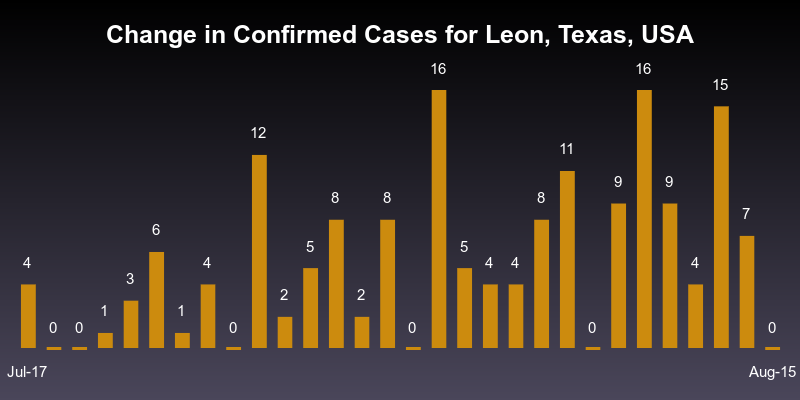 Change in Confirmed Cases for Leon, Texas, USA
4 0 0 1 3 6 1 4 0 12 2 5 8 2 8 0 16 5 4 4 8 11 0 9 16 9 4 15 7 0
Jul-17 Aug-15